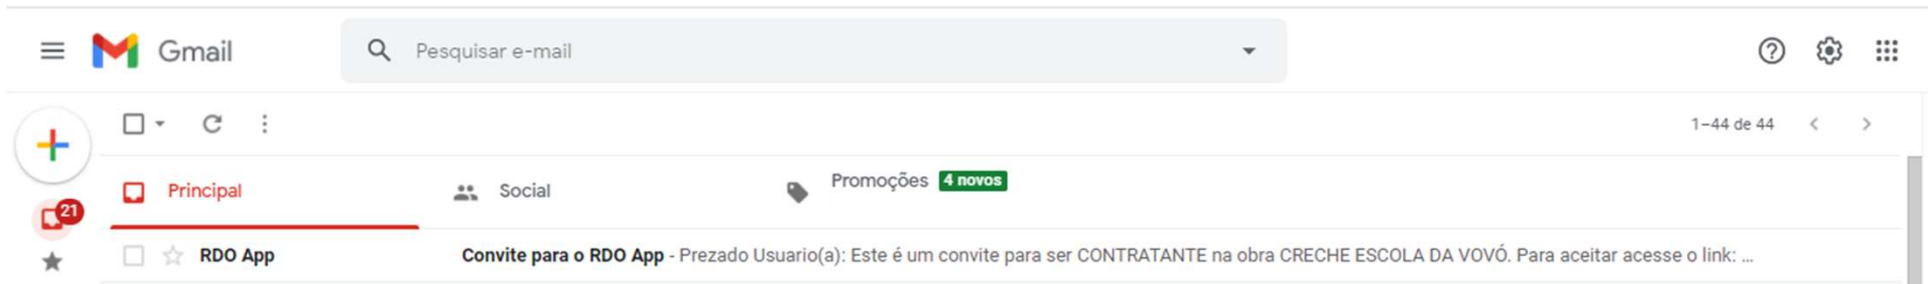 Gmail
Pesquisar e-mail
1–44 de 44
Principal
Social
Promoções 4 novos
21
RDO App Convite para o RDO App - Prezado Usuario(a): Este é um convite para ser CONTRATANTE na obra CRECHE ESCOLA DA VOVÓ. Para aceitar acesse o link: ...